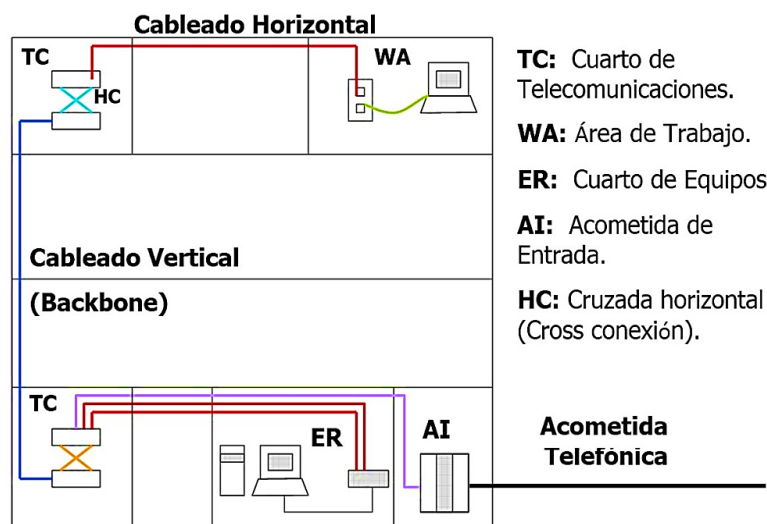 Cableado Horizontal
TC
HC
WA
TC: Cuarto de
Telecomunicaciones.
WA: Área de Trabajo.
ER: Cuarto de Equipos
AI: Acometida de
Entrada.
HC: Cruzada horizontal
(Cross conexión).
Cableado Vertical
(Backbone)
TC
ER
AI
Acometida
Telefónica